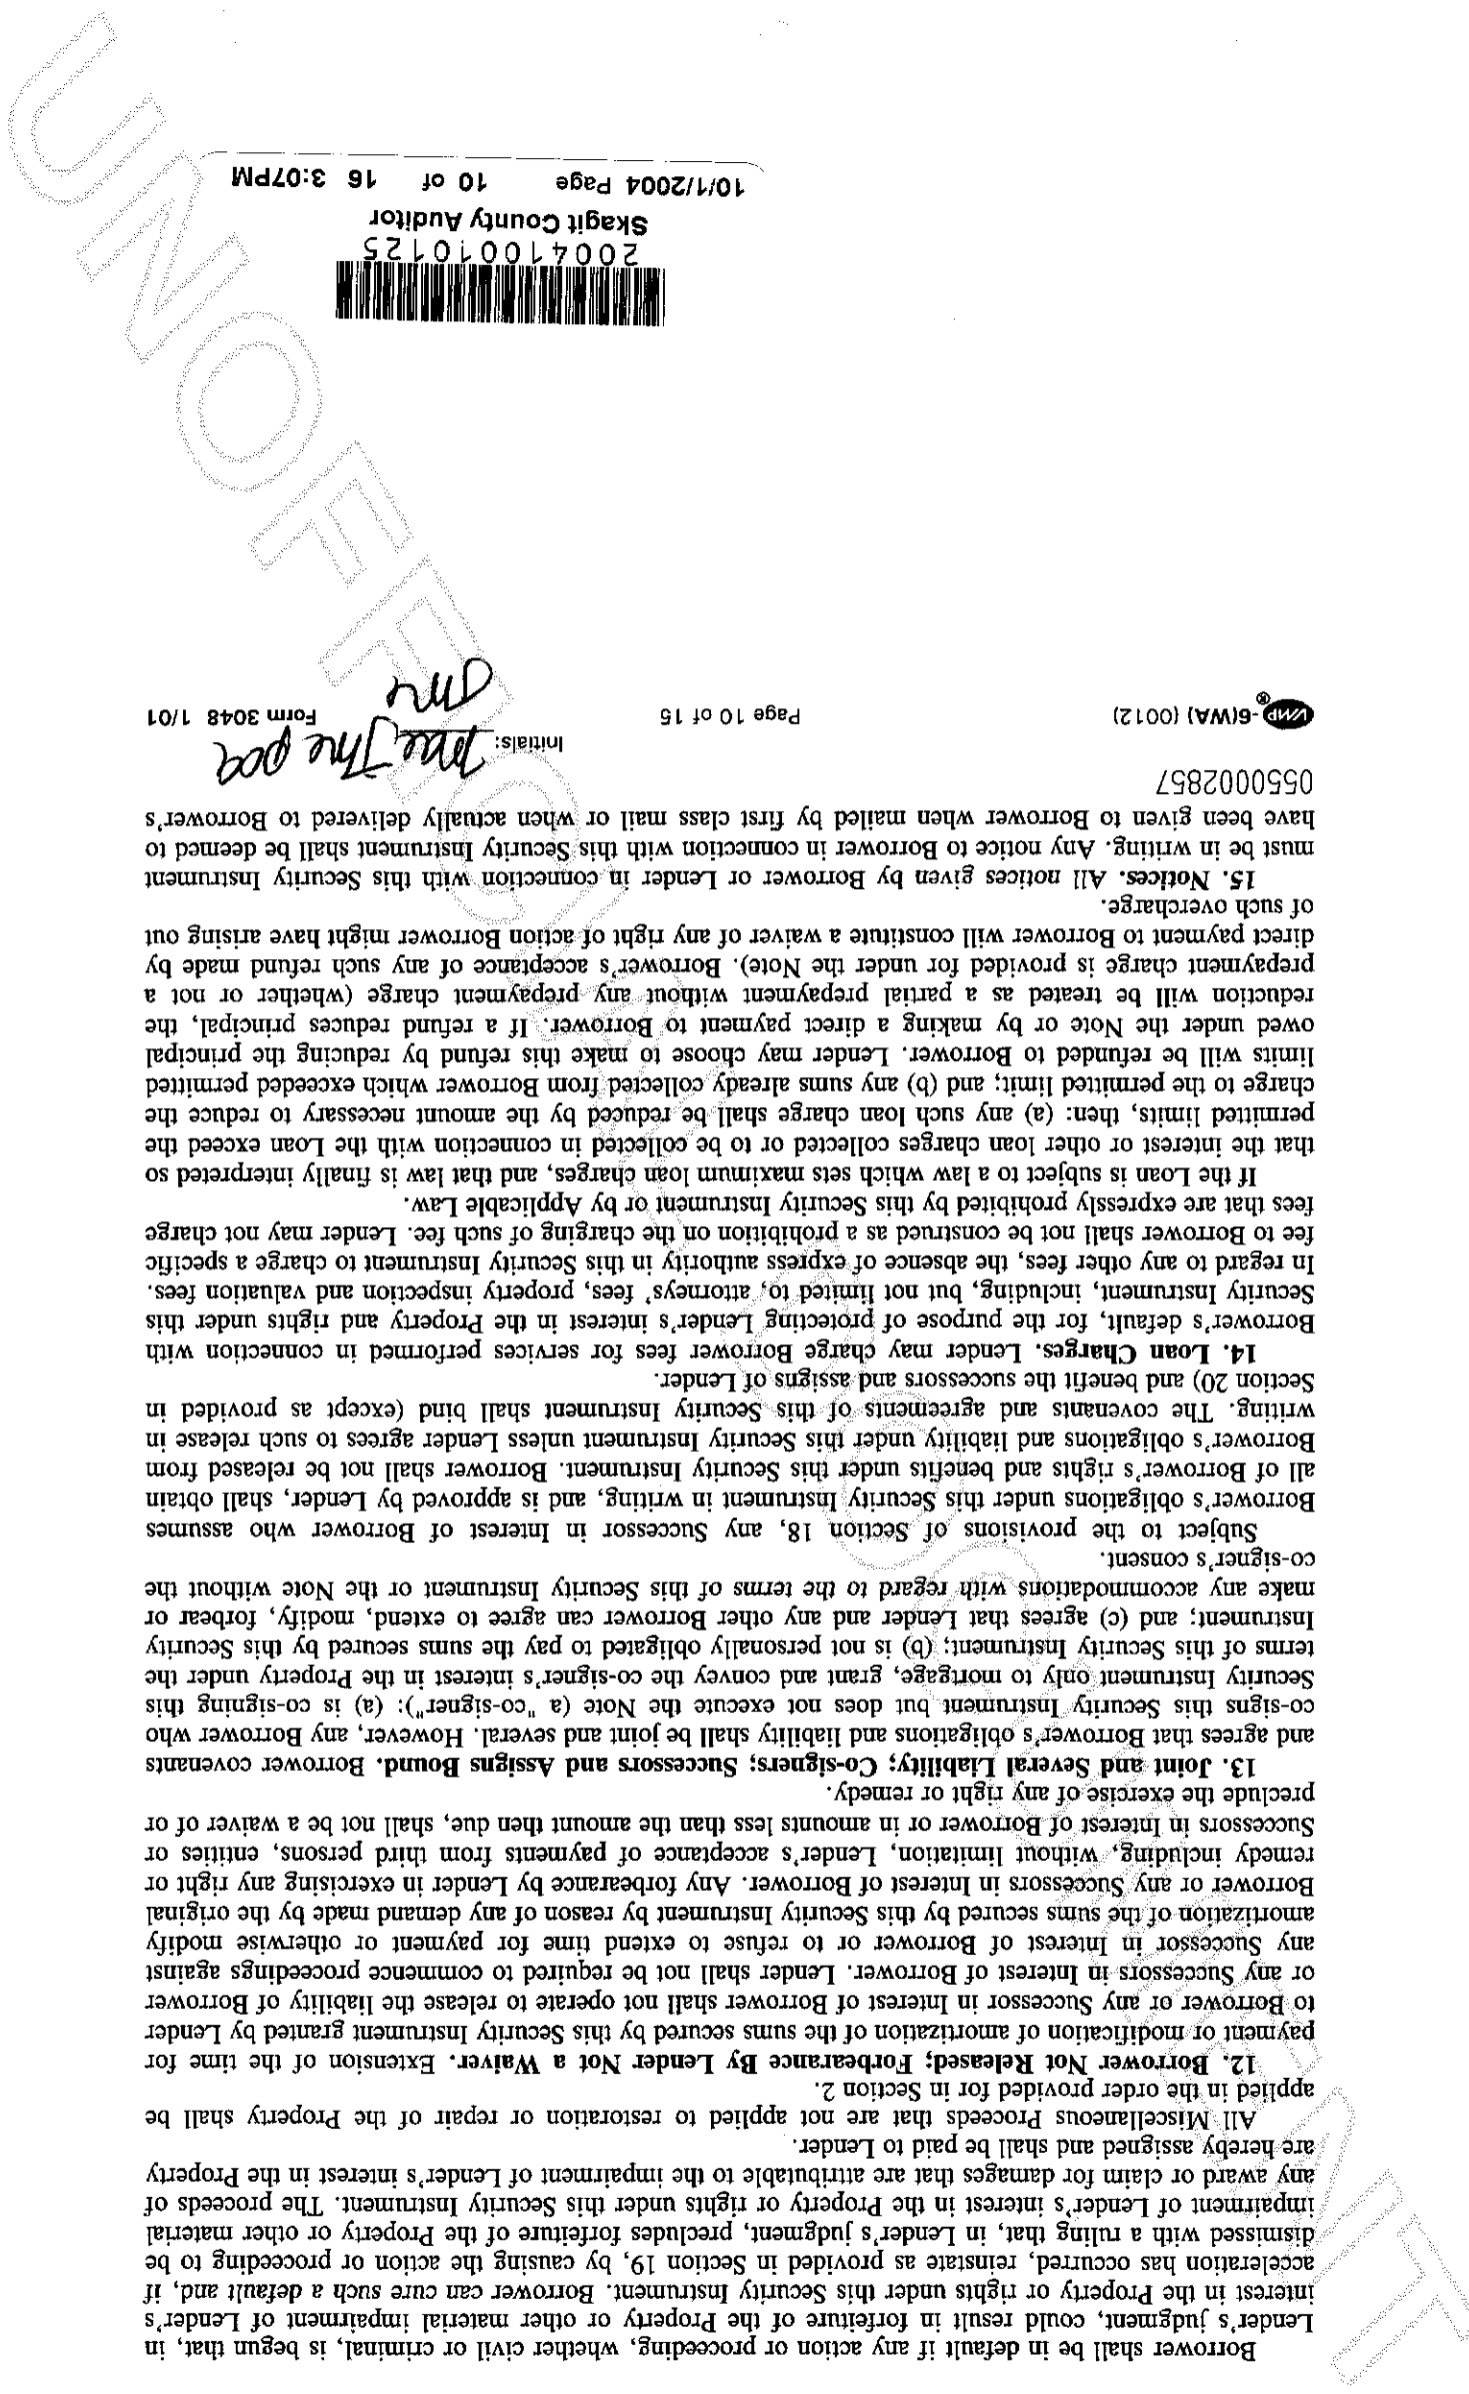 Borrower shall be in default if any action or proceeding, whether civil or criminal, is begun that, in
Lender's judgment, could result in forfeiture of the Property or other material impairment of Lender's
interest in the Property or rights under this Security Instrument. Borrower can cure such a default and, if
acceleration has occurred, reinstate as provided in Section 19, by causing the action or proceeding to be
dismissed with a ruling that, in Lender's judgment, precludes forfeiture of the Property or other material
impairment of Lender's interest in the Property or rights under this Security Instrument. The proceeds of
any award or claim for damages that are attributable to the impairment of Lender's interest in the Property
are hereby assigned and shall be paid to Lender.
All Miscellaneous Proceeds that are not applied to restoration or repair of the Property shall be
applied in the order provided for in Section 2.
12. Borrower Not Released; Forbearance By Lender Not a Waiver. Extension of the time for
payment or modification of amortization of the sums secured by this Security Instrument granted by Lender
to Borrower or any Successor in Interest of Borrower shall not operate to release the liability of Borrower
or any Successors in Interest of Borrower. Lender shall not be required to commence proceedings against
any Successor in Interest of Borrower or to refuse to extend time for payment or otherwise modify
amortization of the sums secured by this Security Instrument by reason of any demand made by the original
Borrower or any Successors in Interest of Borrower. Any forbearance by Lender in exercising any right or
remedy including, without limitation, Lender's acceptance of payments from third persons, entities or
Successors in Interest of Borrower or in amounts less than the amount then due, shall not be a waiver of or
preclude the exercise of any right or remedy.
13. Joint and Several Liability; Co-signers; Successors and Assigns Bound. Borrower covenants
and agrees that Borrower's obligations and liability shall be joint and several. However, any Borrower who
co-signs this Security Instrument but does not execute the Note (a "co-signer"): (a) is co-signing this
Security Instrument only to mortgage, grant and convey the co-signer's interest in the Property under the
terms of this Security Instrument; (b) is not personally obligated to pay the sums secured by this Security
Instrument; and (c) agrees that Lender and any other Borrower can agree to extend, modify, forbear or
make any accommodations with regard to the terms of this Security Instrument or the Note without the
co-signer's consent.
Subject to the provisions of Section 18, any Successor in Interest of Borrower who assumes
Borrower's obligations under this Security Instrument in writing, and is approved by Lender, shall obtain
all of Borrower's rights and benefits under this Security Instrument. Borrower shall not be released from
Borrower's obligations and liability under this Security Instrument unless Lender agrees to such release in
writing. The covenants and agreements of this Security Instrument shall bind (except as provided in
Section 20) and benefit the successors and assigns of Lender.
14. Loan Charges. Lender may charge Borrower fees for services performed in connection with
Borrower's default, for the purpose of protecting Lender's interest in the Property and rights under this
Security Instrument, including, but not limited to, attorneys' fees, property inspection and valuation fees.
In regard to any other fees, the absence of express authority in this Security Instrument to charge a specific
fee to Borrower shall not be construed as a prohibition on the charging of such fee. Lender may not charge
fees that are expressly prohibited by this Security Instrument or by Applicable Law.
If the Loan is subject to a law which sets maximum loan charges, and that law is finally interpreted so
that the interest or other loan charges collected or to be collected in connection with the Loan exceed the
permitted limits, then: (a) any such loan charge shall be reduced by the amount necessary to reduce the
charge to the permitted limit; and (b) any sums already collected from Borrower which exceeded permitted
limits will be refunded to Borrower. Lender may choose to make this refund by reducing the principal
owed under the Note or by making a direct payment to Borrower. If a refund reduces principal, the
reduction will be treated as a partial prepayment without any prepayment charge (whether or not a
prepayment charge is provided for under the Note). Borrower's acceptance of any such refund made by
direct payment to Borrower will constitute a waiver of any right of action Borrower might have arising out
of such overcharge.
15. Notices. All notices given by Borrower or Lender in connection with this Security Instrument
must be in writing. Any notice to Borrower in connection with this Security Instrument shall be deemed to
have been given to Borrower when mailed by first class mail or when actually delivered to Borrower's
0550002857
Initials:
VMP®-6(WA) (0012) Page 10 of 15 Form 3048 1/01
200410010125
Skagit County Auditor
10/1/2004 Page 10 of 16 3:07PM
UNOFFICIAL DOCUMENT